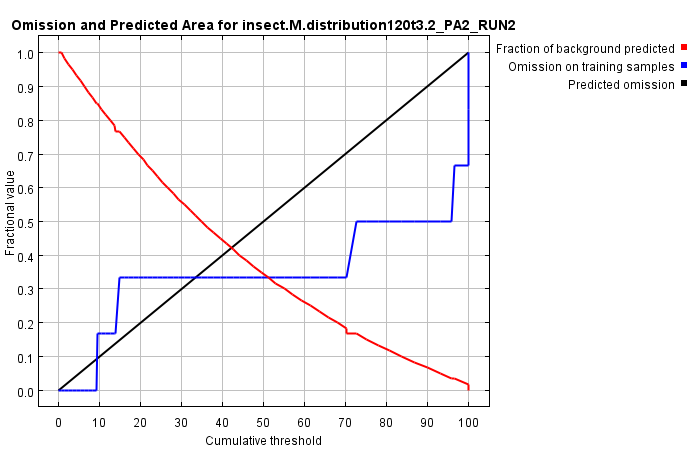 Omission and Predicted Area for insect.M.distribution120t3.2_PA2_RUN2
Fraction of background predicted
Omission on training samples
Predicted omission
Fractional value
1.0
0.9
0.8
0.7
0.6
0.5
0.4
0.3
0.2
0.1
0.0
0 10 20 30 40 50 60 70 80 90 100
Cumulative threshold